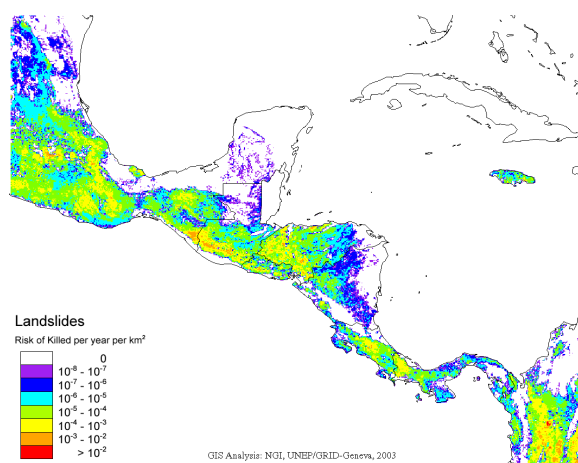 Landslides
Risk of Killed per year per km²
0
10⁻⁸ - 10⁻⁷
10⁻⁷ - 10⁻⁶
10⁻⁶ - 10⁻⁵
10⁻⁵ - 10⁻⁴
10⁻⁴ - 10⁻³
10⁻³ - 10⁻²
> 10⁻²
GIS Analysis: NGI, UNEP/GRID-Geneva, 2003